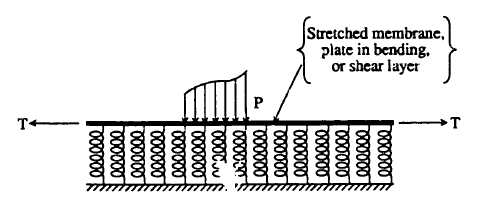 Stretched membrane,
plate in bending,
or shear layer
P
T
T